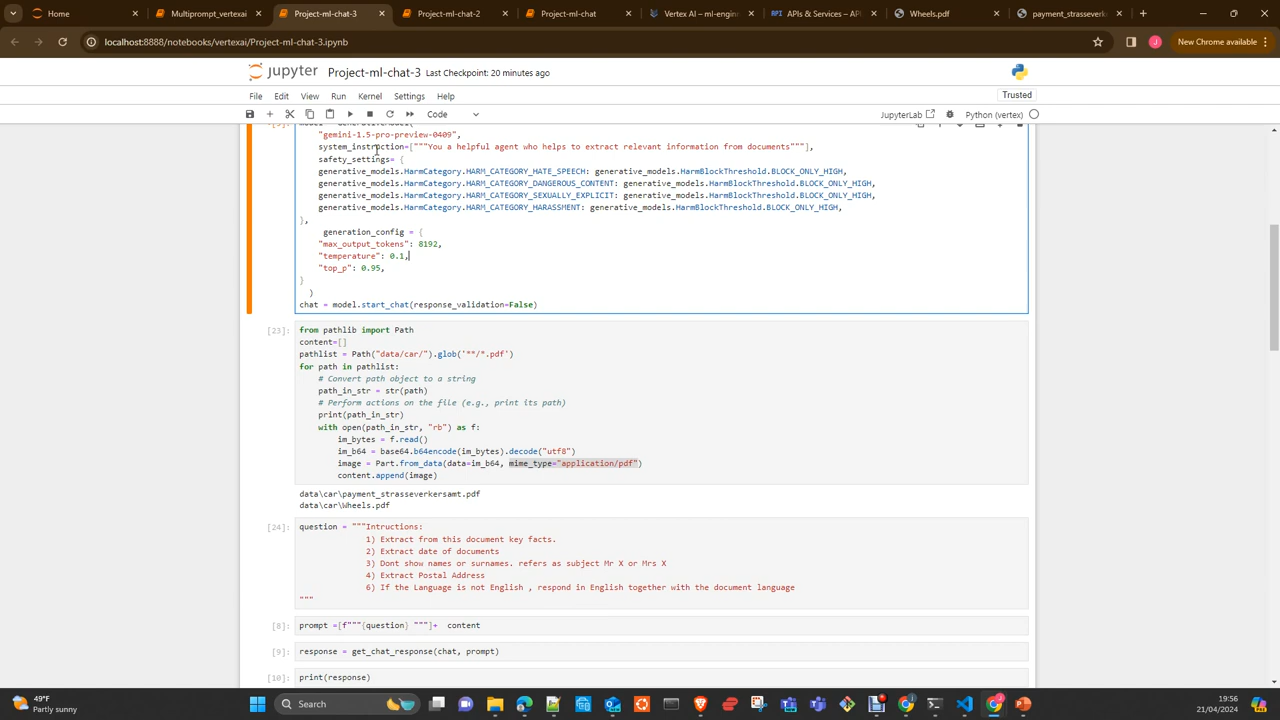 Home
Multiprompt_vertexai
Project-ml-chat-3
Project-ml-chat-2
Project-ml-chat
Vertex AI – ml-engine
APIs & Services – API
Wheels.pdf
payment_strasseverkers
localhost:8888/notebooks/vertexai/Project-ml-chat-3.ipynb
New Chrome available
jupyter Project-ml-chat-3 Last Checkpoint: 20 minutes ago
File Edit View Run Kernel Settings Help
Trusted
Code
JupyterLab
Python (vertex)
"gemini-1.5-pro-preview-0409",
system_instruction=["""You a helpful agent who helps to extract relevant information from documents"""],
safety_settings= {
generative_models.HarmCategory.HARM_CATEGORY_HATE_SPEECH: generative_models.HarmBlockThreshold.BLOCK_ONLY_HIGH,
generative_models.HarmCategory.HARM_CATEGORY_DANGEROUS_CONTENT: generative_models.HarmBlockThreshold.BLOCK_ONLY_HIGH,
generative_models.HarmCategory.HARM_CATEGORY_SEXUALLY_EXPLICIT: generative_models.HarmBlockThreshold.BLOCK_ONLY_HIGH,
generative_models.HarmCategory.HARM_CATEGORY_HARASSMENT: generative_models.HarmBlockThreshold.BLOCK_ONLY_HIGH,
},
generation_config = {
"max_output_tokens": 8192,
"temperature": 0.1,
"top_p": 0.95,
}
)
chat = model.start_chat(response_validation=False)
[23]:
from pathlib import Path
content=[]
pathlist = Path("data/car/").glob('**/*.pdf')
for path in pathlist:
# Convert path object to a string
path_in_str = str(path)
# Perform actions on the file (e.g., print its path)
print(path_in_str)
with open(path_in_str, "rb") as f:
im_bytes = f.read()
im_b64 = base64.b64encode(im_bytes).decode("utf8")
image = Part.from_data(data=im_b64, mime_type="application/pdf")
content.append(image)
data\car\payment_strasseverkersamt.pdf
data\car\Wheels.pdf
[24]:
question = """Intructions:
1) Extract from this document key facts.
2) Extract date of documents
3) Dont show names or surnames. refers as subject Mr X or Mrs X
4) Extract Postal Address
6) If the Language is not English , respond in English together with the document language
"""
[8]:
prompt =[f"""{question} """]+ content
[9]:
response = get_chat_response(chat, prompt)
[10]:
print(response)
49°F
Partly sunny
Search
19:56
21/04/2024